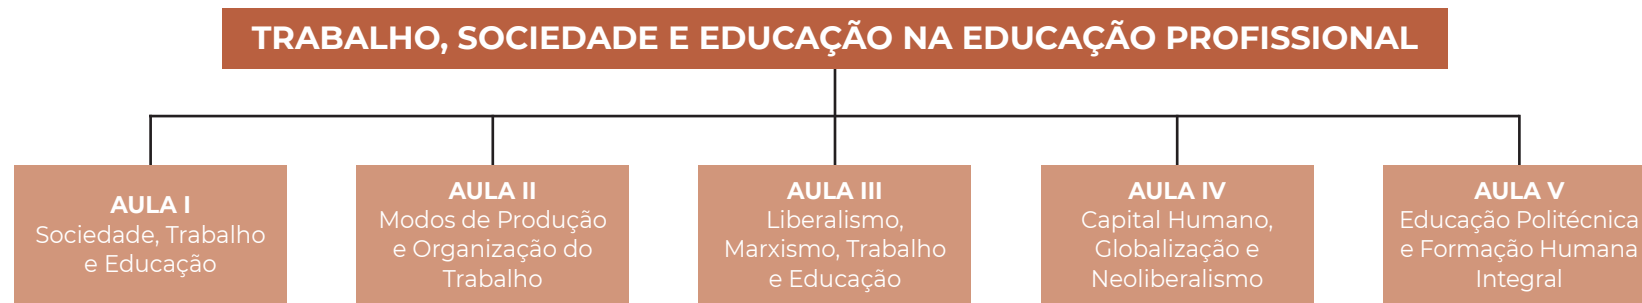 TRABALHO, SOCIEDADE E EDUCAÇÃO NA EDUCAÇÃO PROFISSIONAL
AULA I
Sociedade, Trabalho
e Educação
AULA II
Modos de Produção
e Organização do
Trabalho
AULA III
Liberalismo,
Marxismo, Trabalho
e Educação
AULA IV
Capital Humano,
Globalização e
Neoliberalismo
AULA V
Educação Politécnica
e Formação Humana
Integral